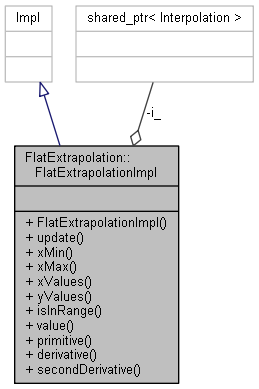 Impl
shared_ptr< Interpolation >
-i_
FlatExtrapolation::
FlatExtrapolationImpl
+ FlatExtrapolationImpl()
+ update()
+ xMin()
+ xMax()
+ xValues()
+ yValues()
+ isInRange()
+ value()
+ primitive()
+ derivative()
+ secondDerivative()